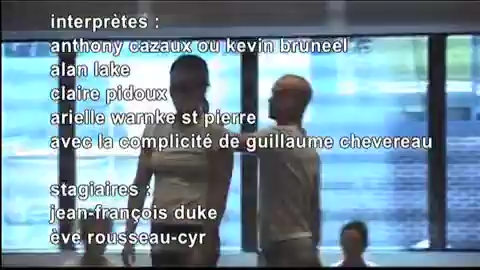 interprètes :
anthony cazaux ou kevin bruneel
alan lake
claire pidoux
arielle warnke st pierre
avec la complicité de guillaume chevereau
stagiaires :
jean-françois duke
ève rousseau-cyr